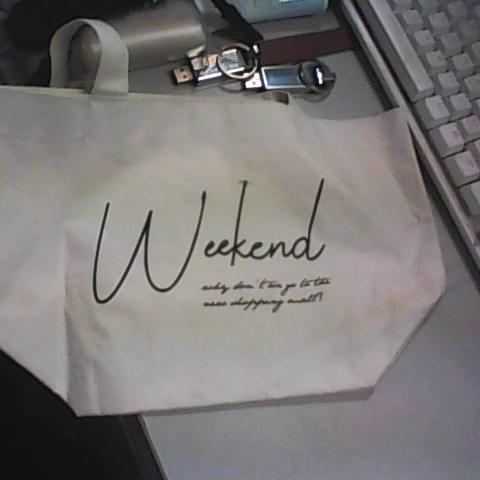 Weekend
why don't we go to the
new shopping mall?